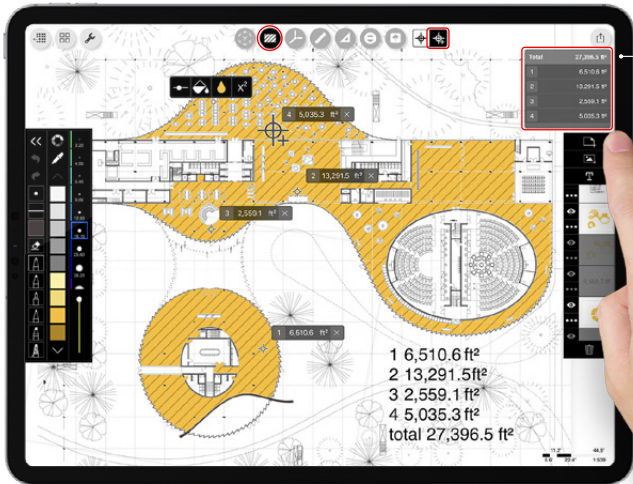 Total 27,396.5 ft²
1 6,510.6 ft²
2 13,291.5 ft²
3 2,559.1 ft²
4 5,035.3 ft²
X²
4 5,035.3 ft² ×
2 13,291.5 ft² ×
3 2,559.1 ft² ×
1 6,510.6 ft² ×
T
1 6,510.6 ft²
2 13,291.5ft²
3 2,559.1 ft²
4 5,035.3 ft²
total 27,396.5 ft²